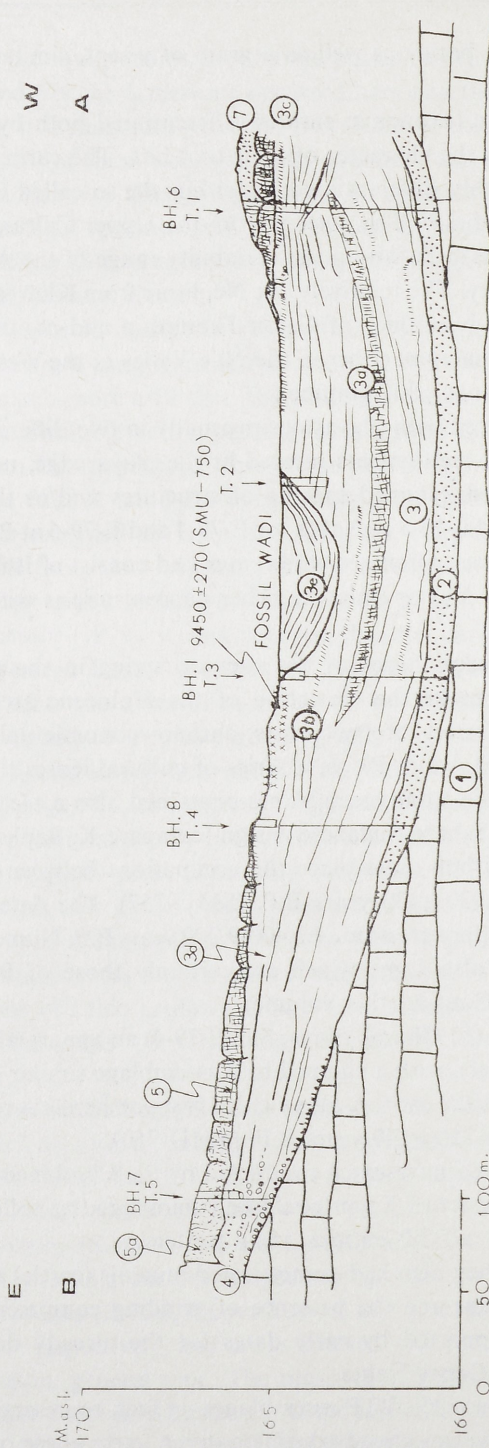 E
W
B
A
M.a.s.l.
170
165
160
0
50
100 m.
BH. 7
T. 5
BH. 8
T. 4
BH. 1
T. 3
9450 ± 270 (SMU-750)
FOSSIL WADI
T. 2
BH. 6
T. 1
5a
4
5
3d
3b
3e
3a
3
2
1
7
3c